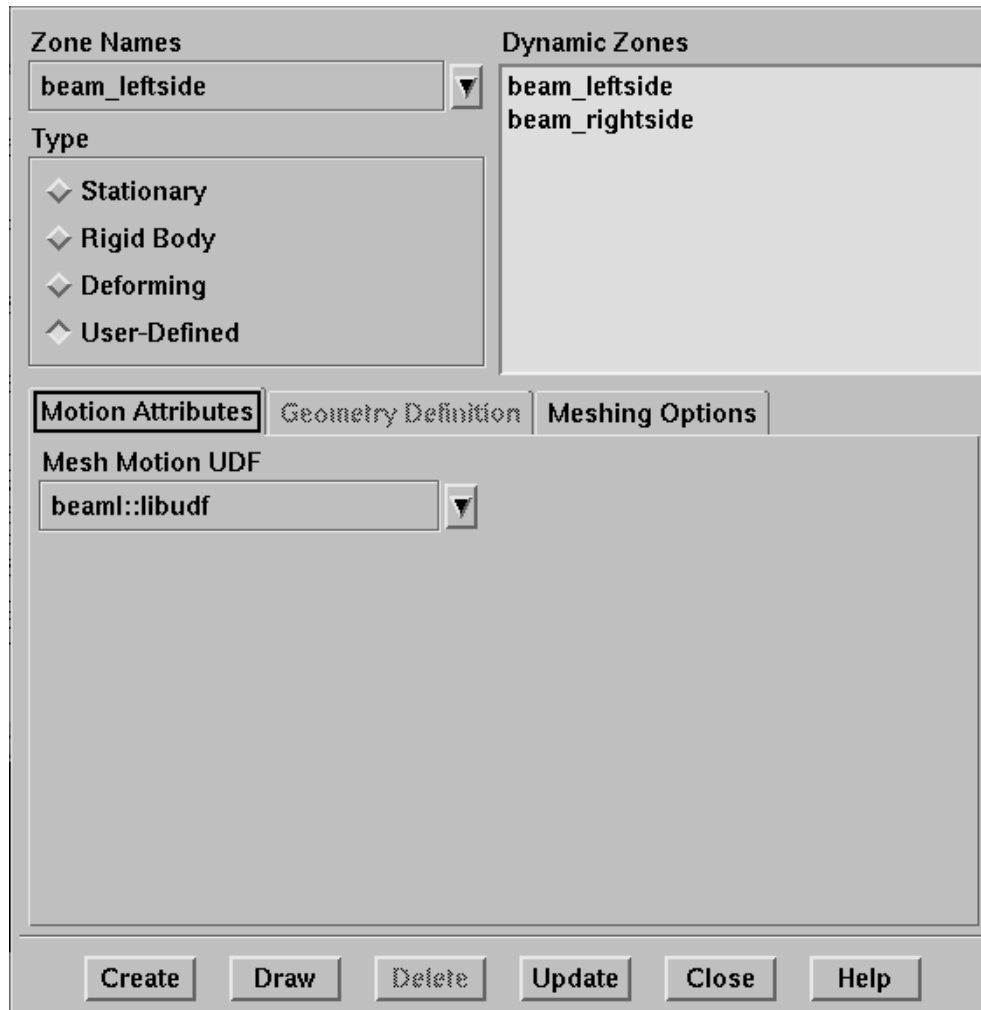 Zone Names
beam_leftside
Type
Stationary
Rigid Body
Deforming
User-Defined
Dynamic Zones
beam_leftside
beam_rightside
Motion Attributes Geometry Definition Meshing Options
Mesh Motion UDF
beaml::libudf
Create Draw Delete Update Close Help